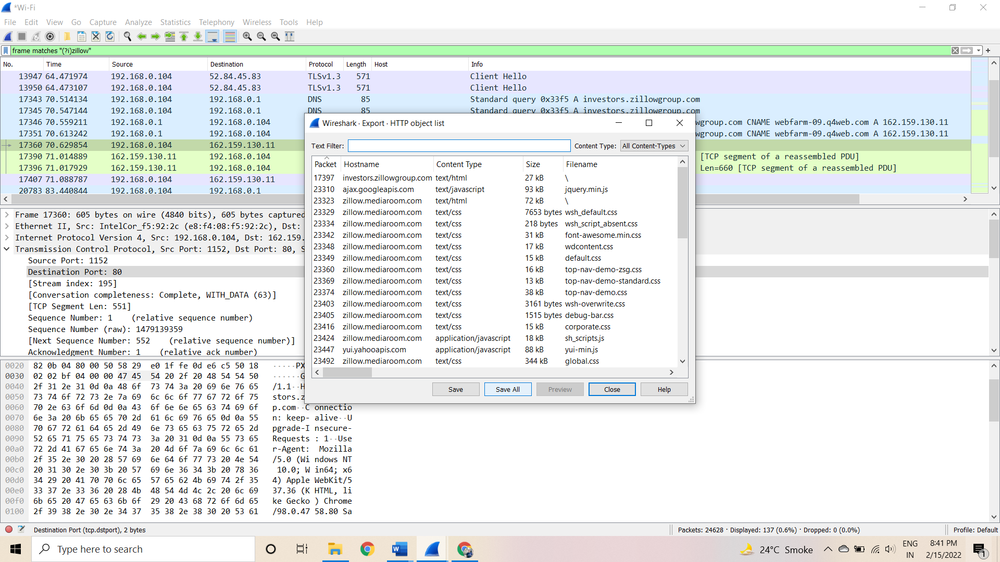 *Wi-Fi
File Edit View Go Capture Analyze Statistics Telephony Wireless Tools Help
frame matches "(?i)zillow"
No. Time Source Destination Protocol Length Host Info
13947 64.471974 192.168.0.104 52.84.45.83 TLSv1.3 571 Client Hello
13950 64.473107 192.168.0.104 52.84.45.83 TLSv1.3 571 Client Hello
17343 70.514134 192.168.0.104 192.168.0.1 DNS 85 Standard query 0x33f5 A investors.zillowgroup.com
17345 70.547144 192.168.0.104 192.168.0.1 DNS 85 Standard query 0x33f5 A investors.zillowgroup.com
17346 70.559211 192.168.0.1 192.168.0.104 wgroup.com CNAME webfarm-09.q4web.com A 162.159.130.11
17351 70.613242 192.168.0.1 192.168.0.104 wgroup.com CNAME webfarm-09.q4web.com A 162.159.130.11
17360 70.629854 192.168.0.104 162.159.130.11
17390 71.014889 162.159.130.11 192.168.0.104 [TCP segment of a reassembled PDU]
17396 71.017929 162.159.130.11 192.168.0.104 Len=660 [TCP segment of a reassembled PDU]
17407 71.088787 192.168.0.104 162.159.130.11
20783 83.440844 192.168.0.104 192.168.0.1
Wireshark · Export · HTTP object list
Text Filter: Content Type: All Content-Types
Packet Hostname Content Type Size Filename
17397 investors.zillowgroup.com text/html 27 kB \
23310 ajax.googleapis.com text/javascript 93 kB jquery.min.js
23323 zillow.mediaroom.com text/html 72 kB \
23329 zillow.mediaroom.com text/css 7653 bytes wsh_default.css
23334 zillow.mediaroom.com text/css 218 bytes wsh_script_absent.css
23342 zillow.mediaroom.com text/css 31 kB font-awesome.min.css
23348 zillow.mediaroom.com text/css 17 kB wdcontent.css
23349 zillow.mediaroom.com text/css 15 kB default.css
23360 zillow.mediaroom.com text/css 16 kB top-nav-demo-zsg.css
23369 zillow.mediaroom.com text/css 13 kB top-nav-demo-standard.css
23374 zillow.mediaroom.com text/css 38 kB top-nav-demo.css
23403 zillow.mediaroom.com text/css 3161 bytes wsh-overwrite.css
23405 zillow.mediaroom.com text/css 1515 bytes debug-bar.css
23416 zillow.mediaroom.com text/css 15 kB corporate.css
23424 zillow.mediaroom.com application/javascript 18 kB sh_scripts.js
23447 yui.yahooapis.com application/javascript 88 kB yui-min.js
23492 zillow.mediaroom.com text/css 344 kB global.css
Save Save All Preview Close Help
Frame 17360: 605 bytes on wire (4840 bits), 605 bytes captured
Ethernet II, Src: IntelCor_f5:92:2c (e8:f4:08:f5:92:2c), Dst:
Internet Protocol Version 4, Src: 192.168.0.104, Dst: 162.159.
Transmission Control Protocol, Src Port: 1152, Dst Port: 80, S
Source Port: 1152
Destination Port: 80
[Stream index: 195]
[Conversation completeness: Complete, WITH_DATA (63)]
[TCP Segment Len: 551]
Sequence Number: 1    (relative sequence number)
Sequence Number (raw): 1479139359
[Next Sequence Number: 552    (relative sequence number)]
Acknowledgment Number: 1    (relative ack number)
0020 82 0b 04 80 00 50 58 29 e0 1f fe 0d e6 c5 50 18 ·····PX
0030 02 02 bf 04 00 00 47 45 54 20 2f 20 48 54 54 50 ······G
0040 2f 31 2e 31 0d 0a 48 6f 73 74 3a 20 69 6e 76 65 /1.1··H
0050 73 74 6f 72 73 2e 7a 69 6c 6c 6f 77 67 72 6f 75 stors.z
0060 70 2e 63 6f 6d 0d 0a 43 6f 6e 6e 65 63 74 69 6f p.com··C onnectio
0070 6e 3a 20 6b 65 65 70 2d 61 6c 69 76 65 0d 0a 55 n: keep- alive··U
0080 70 67 72 61 64 65 2d 49 6e 73 65 63 75 72 65 2d pgrade-I nsecure-
0090 52 65 71 75 65 73 74 73 3a 20 31 0d 0a 55 73 65 Requests : 1··Use
00a0 72 2d 41 67 65 6e 74 3a 20 4d 6f 7a 69 6c 6c 61 r-Agent:  Mozilla
00b0 2f 35 2e 30 20 28 57 69 6e 64 6f 77 73 20 4e 54 /5.0 (Wi ndows NT
00c0 20 31 30 2e 30 3b 20 57 69 6e 36 34 3b 20 78 36 10.0; W in64; x6
00d0 34 29 20 41 70 70 6c 65 57 65 62 4b 69 74 2f 35 4) Apple WebKit/5
00e0 33 37 2e 33 36 20 28 4b 48 54 4d 4c 2c 20 6c 69 37.36 (K HTML, li
00f0 6b 65 20 47 65 63 6b 6f 29 20 43 68 72 6f 6d 65 ke Gecko ) Chrome
0100 2f 39 38 2e 30 2e 34 37 35 38 2e 38 30 20 53 61 /98.0.47 58.80 Sa
Destination Port (tcp.dstport), 2 bytes Packets: 24628 · Displayed: 137 (0.6%) · Dropped: 0 (0.0%) Profile: Default
Type here to search 24°C Smoke ENG IN 8:41 PM 2/15/2022 1